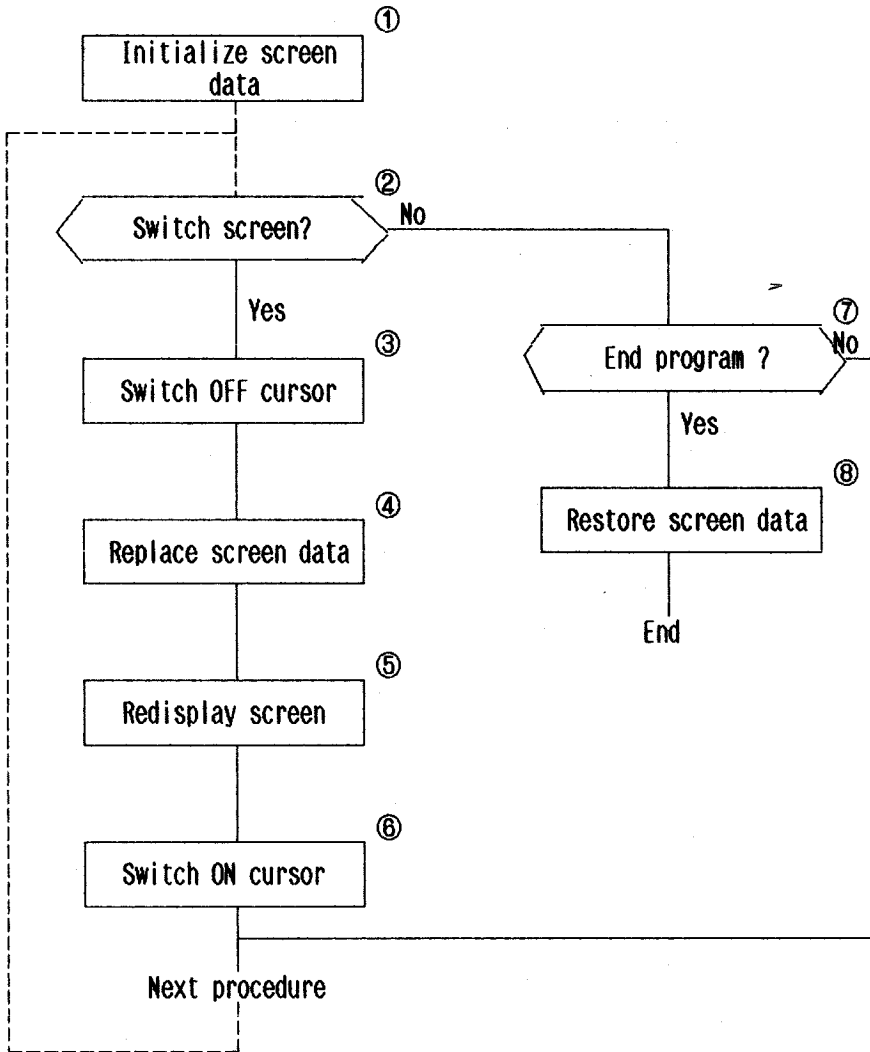 ①
Initialize screen
data
②
Switch screen?
No
Yes
③
Switch OFF cursor
④
Replace screen data
⑤
Redisplay screen
⑥
Switch ON cursor
Next procedure
⑦
End program ?
No
Yes
⑧
Restore screen data
End